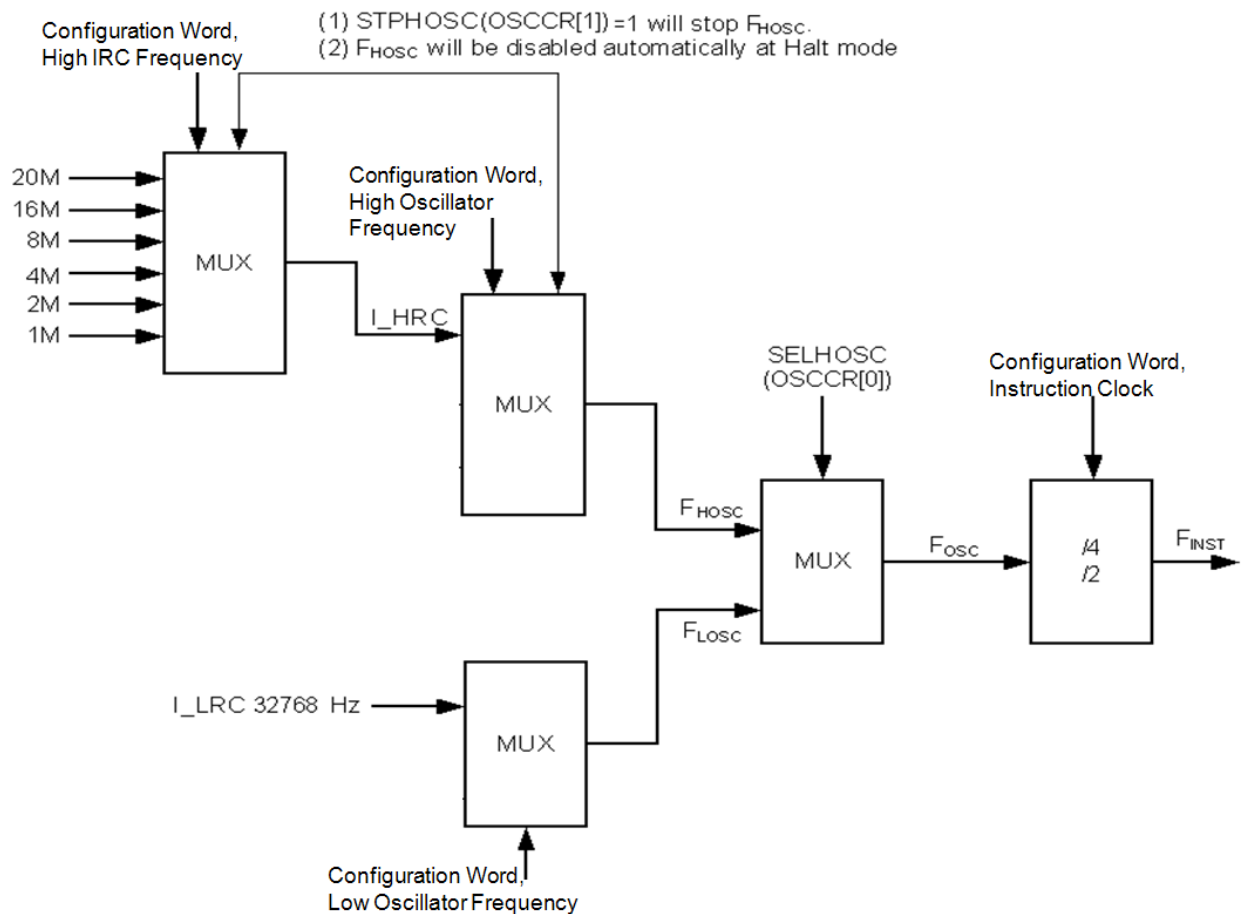 (1) STPHOSC(OSCCR[1])=1 will stop FHOSC.
(2) FHOSC will be disabled automatically at Halt mode
Configuration Word,
High IRC Frequency
20M
16M
8M
4M
2M
1M
MUX
I_HRC
Configuration Word,
High Oscillator
Frequency
MUX
FHOSC
SELHOSC
(OSCCR[0])
MUX
FOSC
Configuration Word,
Instruction Clock
/4
/2
FINST
FLOSC
I_LRC 32768 Hz
MUX
Configuration Word,
Low Oscillator Frequency